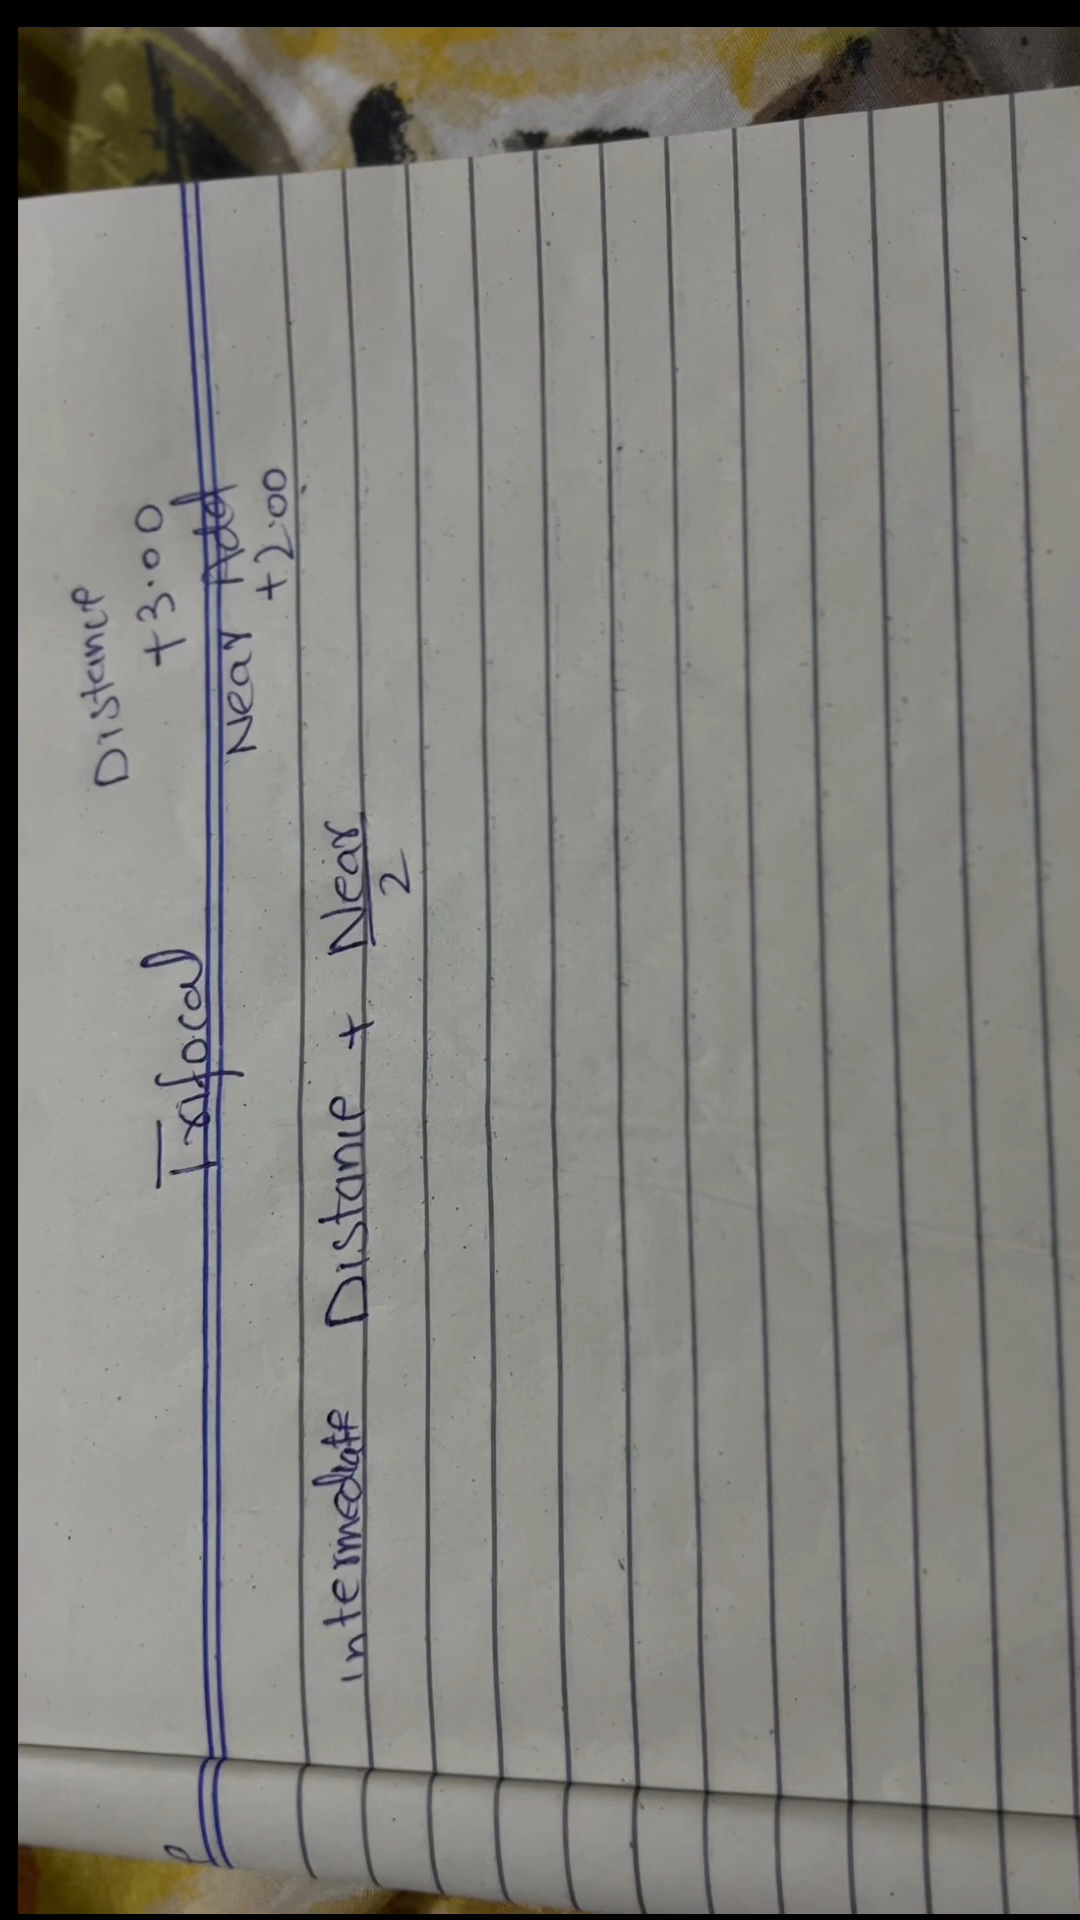 Distance
+3.00
Trifocal
Near Add
+2.00
intermediate Distance + Near
2